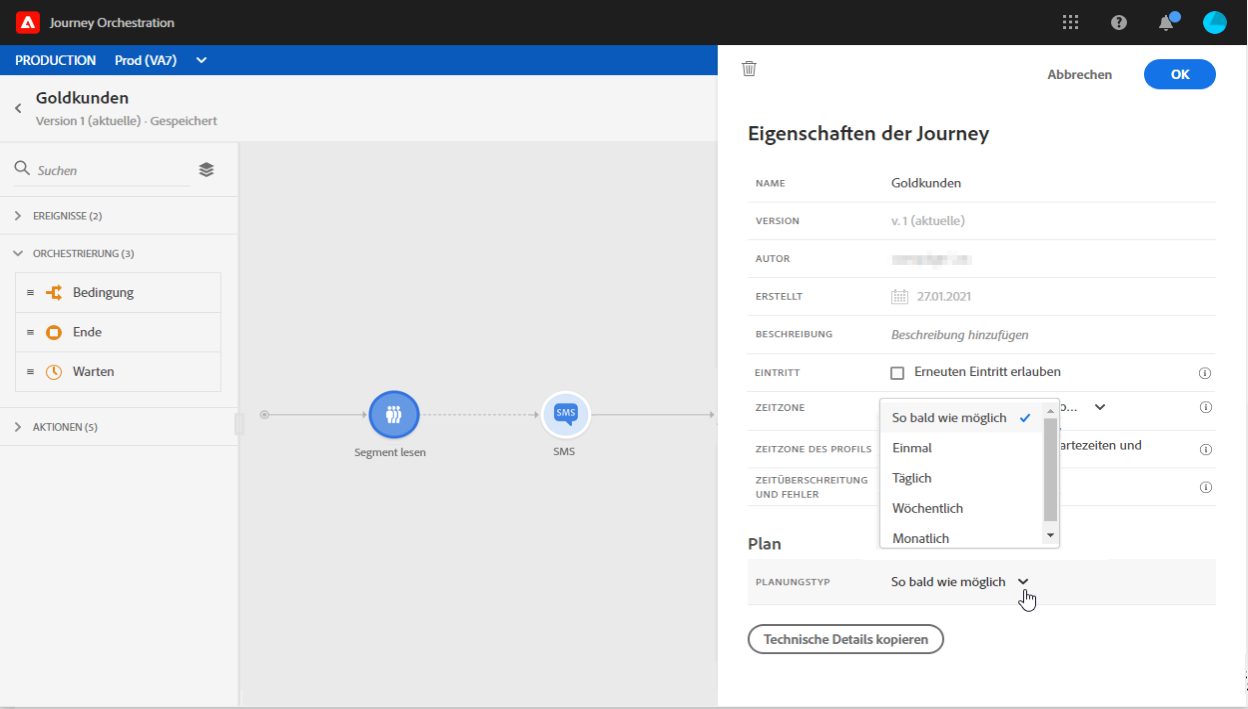 Journey Orchestration
PRODUCTION Prod (VA7)
Goldkunden
Version 1 (aktuelle) · Gespeichert
Suchen
EREIGNISSE (2)
ORCHESTRIERUNG (3)
Bedingung
Ende
Warten
AKTIONEN (5)
Segment lesen
SMS
SMS
Abbrechen
OK
Eigenschaften der Journey
NAME Goldkunden
VERSION v. 1 (aktuelle)
AUTOR
ERSTELLT 27.01.2021
BESCHREIBUNG Beschreibung hinzufügen
EINTRITT Erneuten Eintritt erlauben
ZEITZONE o...
ZEITZONE DES PROFILS artezeiten und
ZEITÜBERSCHREITUNG
UND FEHLER
So bald wie möglich
Einmal
Täglich
Wöchentlich
Monatlich
Plan
PLANUNGSTYP So bald wie möglich
Technische Details kopieren